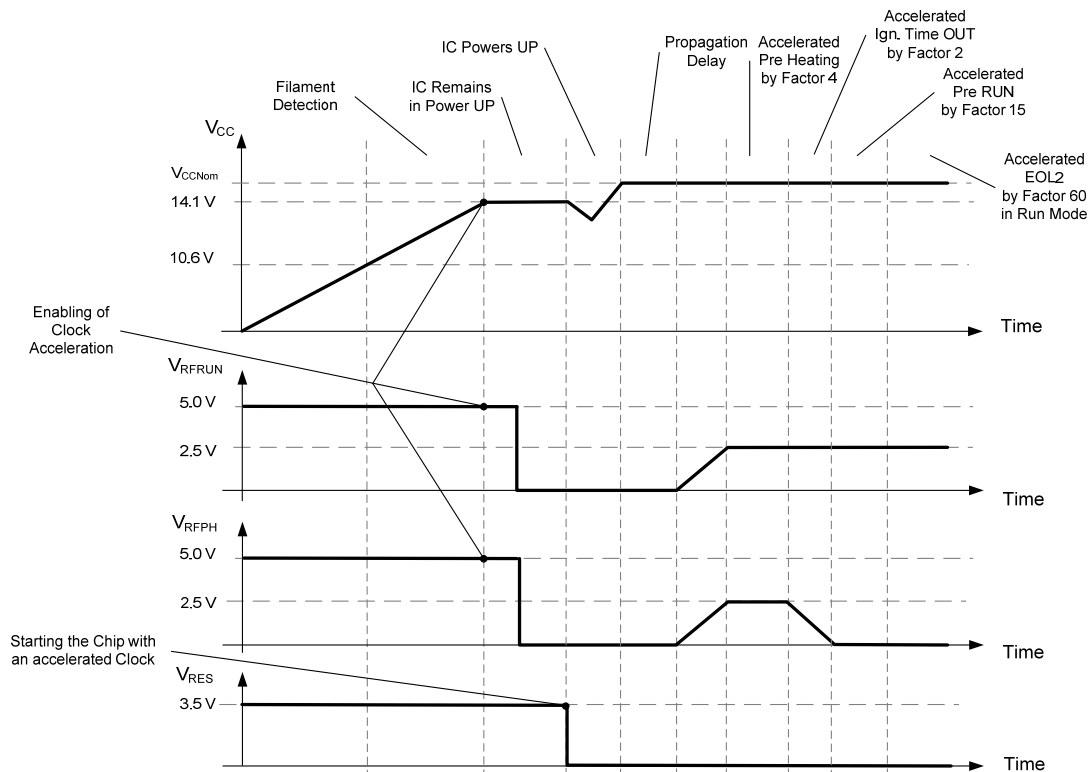 Accelerated
Ign. Time OUT
by Factor 2
IC Powers UP
Propagation
Delay
Accelerated
Pre Heating
by Factor 4
Accelerated
Pre RUN
by Factor 15
Filament
Detection
IC Remains
in Power UP
Accelerated
EOL2
by Factor 60
in Run Mode
VCC
VCCNom
14.1 V
10.6 V
Time
Enabling of
Clock
Acceleration
VRFRUN
5.0 V
2.5 V
Time
VRFPH
5.0 V
2.5 V
Time
Starting the Chip with
an accelerated Clock
VRES
3.5 V
Time